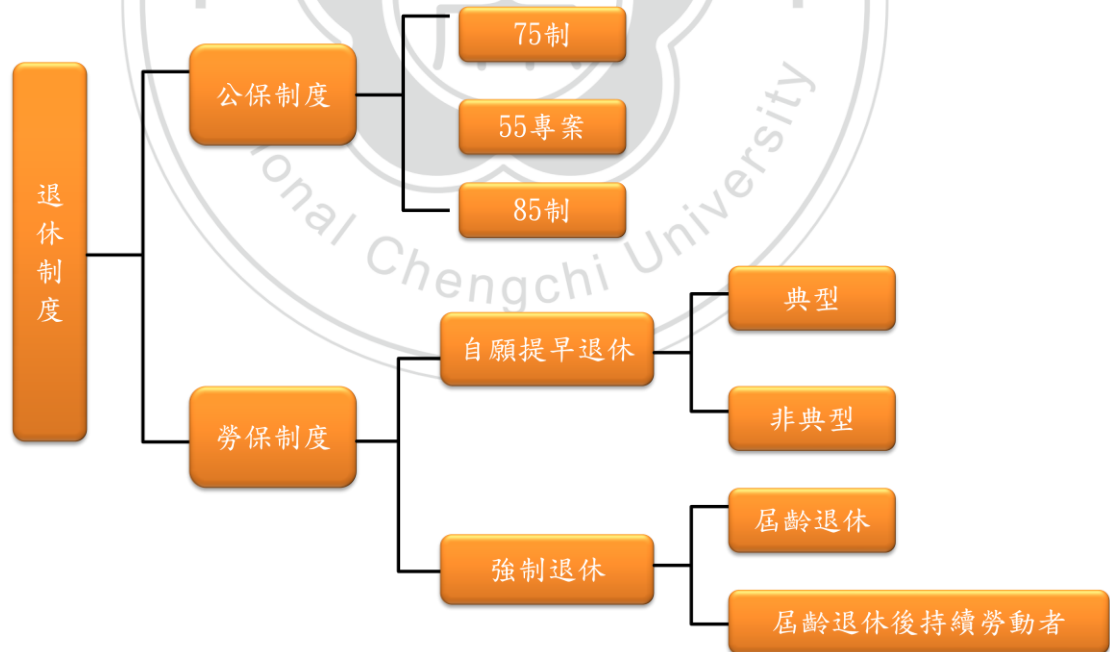 退休制度
公保制度
75制
55專案
85制
勞保制度
自願提早退休
典型
非典型
強制退休
屆齡退休
屆齡退休後持續勞動者
ional Chengchi University